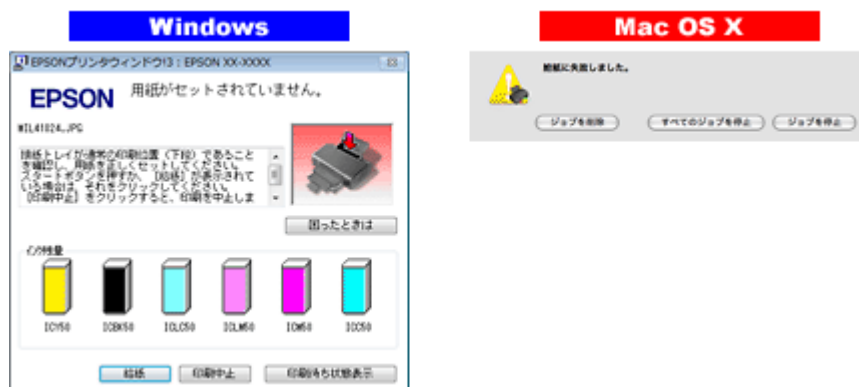 Windows
EPSONプリンタウィンドウ!3 : EPSON XX-XXXX
EPSON
用紙がセットされていません。
MIL41024.JPG
排紙トレイが通常の印刷位置(下段)であること
を確認し、用紙を正しくセットしてください。
スタートボタンを押すか、[給紙]が表示されて
いる場合は、それをクリックしてください。
[印刷中止]をクリックすると、印刷を中止しま
困ったときは
インク残量
ICY50
ICBK50
ICLC50
ICLM50
ICM50
ICC50
給紙
印刷中止
印刷待ち状態表示
Mac OS X
給紙に失敗しました。
ジョブを削除
すべてのジョブを停止
ジョブを停止